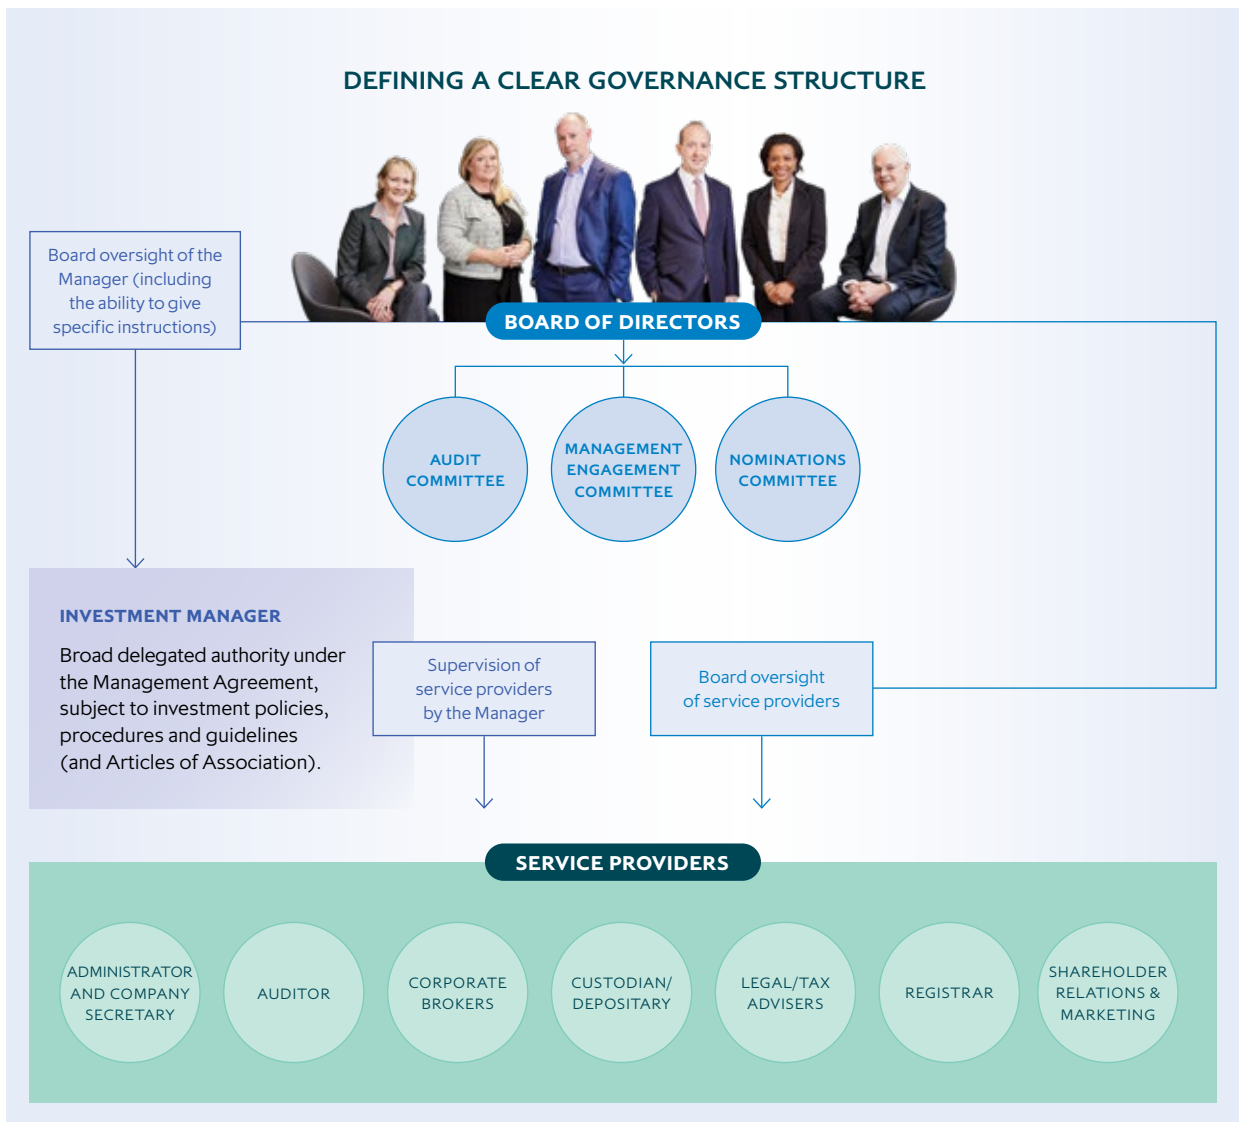 DEFINING A CLEAR GOVERNANCE STRUCTURE
Board oversight of the
Manager (including
the ability to give
specific instructions)
BOARD OF DIRECTORS
AUDIT
COMMITTEE
MANAGEMENT
ENGAGEMENT
COMMITTEE
NOMINATIONS
COMMITTEE
INVESTMENT MANAGER
Broad delegated authority under
the Management Agreement,
subject to investment policies,
procedures and guidelines
(and Articles of Association).
Supervision of
service providers
by the Manager
Board oversight
of service providers
SERVICE PROVIDERS
ADMINISTRATOR
AND COMPANY
SECRETARY
AUDITOR
CORPORATE
BROKERS
CUSTODIAN/
DEPOSITARY
LEGAL/TAX
ADVISERS
REGISTRAR
SHAREHOLDER
RELATIONS &
MARKETING